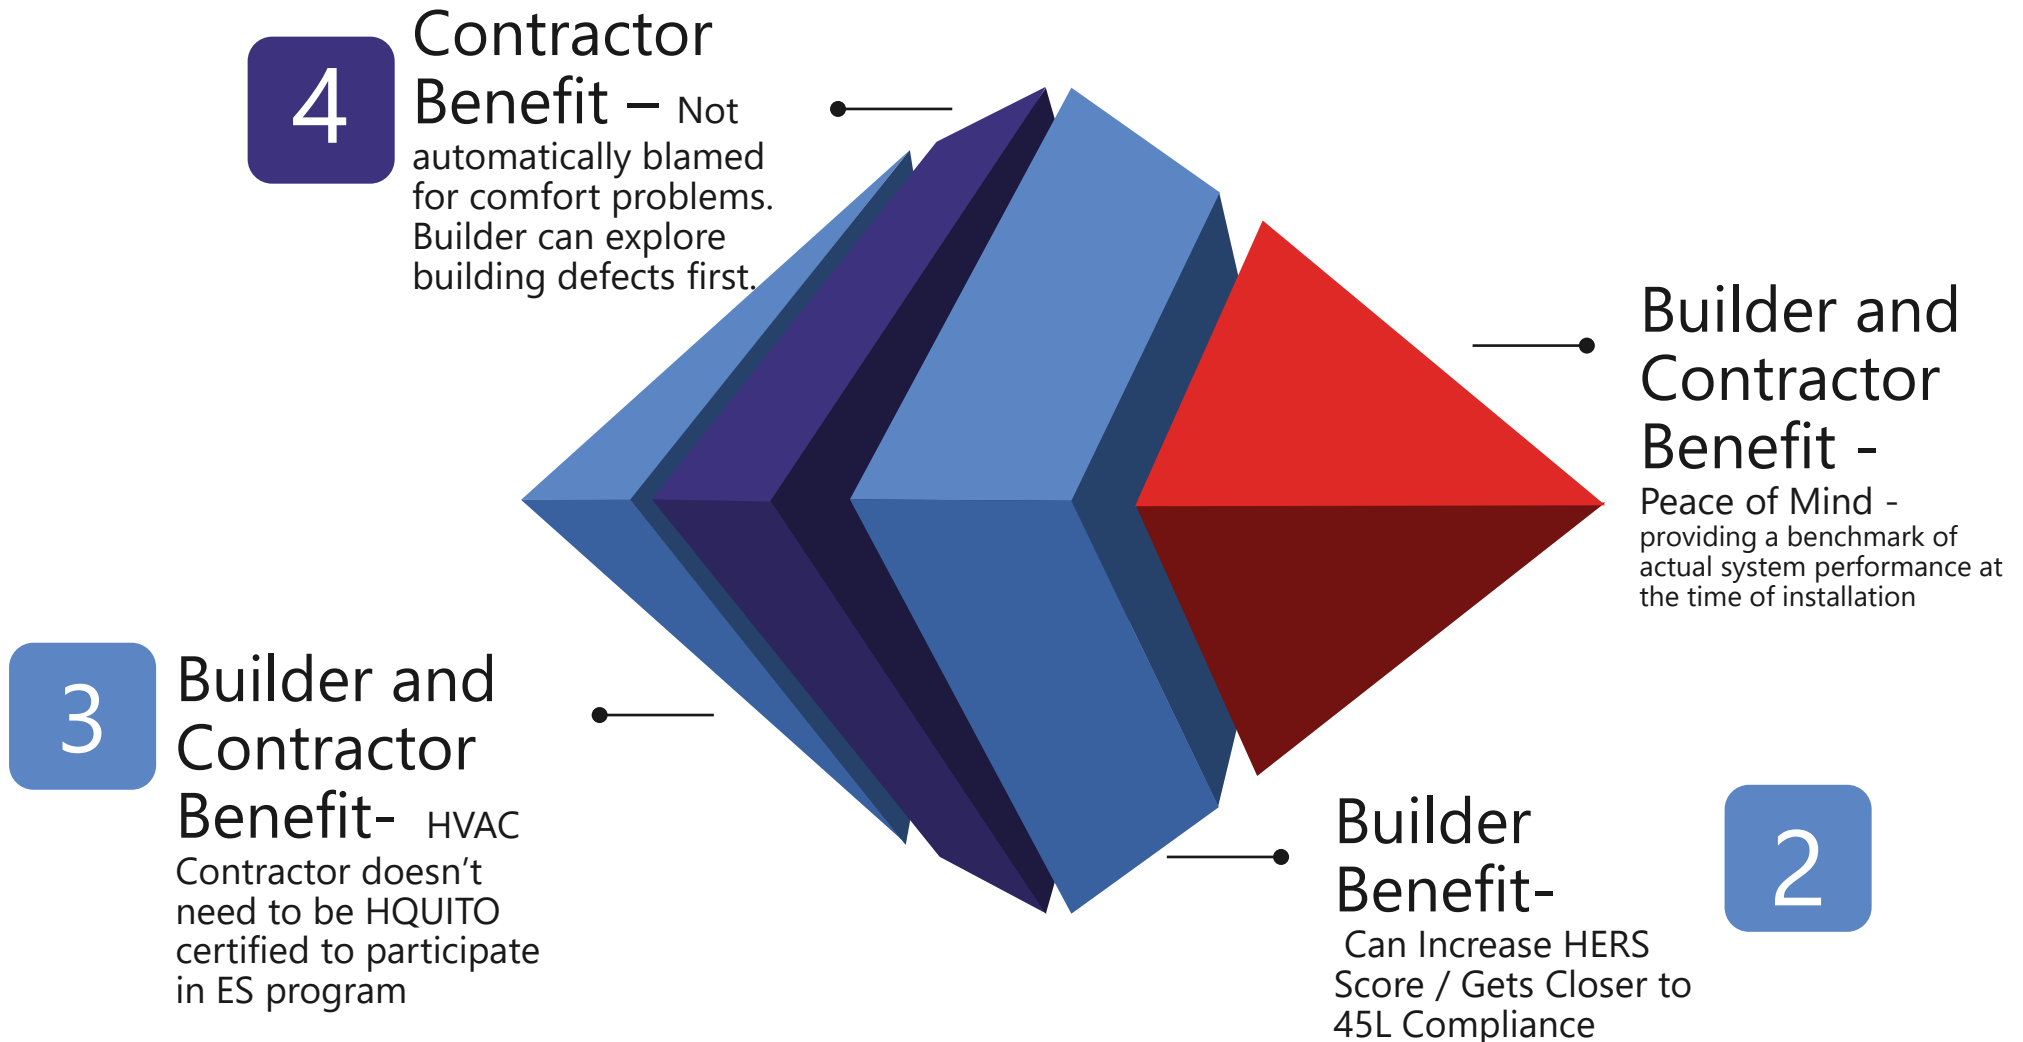 4
Contractor
Benefit – Not
automatically blamed
for comfort problems.
Builder can explore
building defects first.
Builder and
Contractor
Benefit -
Peace of Mind -
providing a benchmark of
actual system performance at
the time of installation
3
Builder and
Contractor
Benefit- HVAC
Contractor doesn’t
need to be HQUITO
certified to participate
in ES program
Builder
Benefit-
Can Increase HERS
Score / Gets Closer to
45L Compliance
2